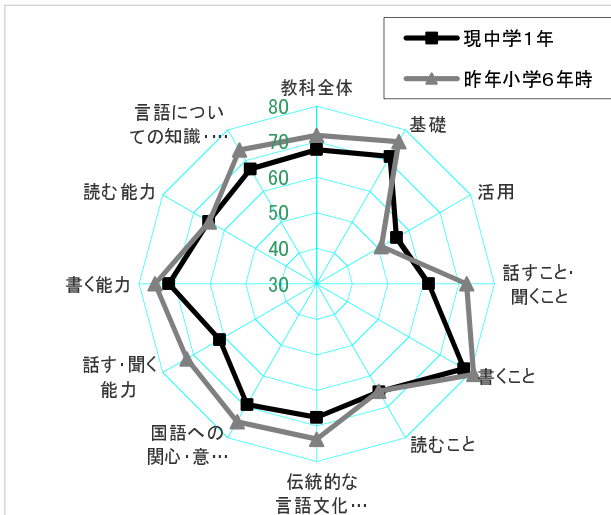 現中学1年
昨年小学6年時
教科全体
基礎
活用
話すこと・
聞くこと
書くこと
読むこと
伝統的な
言語文化…
国語への
関心・意…
話す・聞く
能力
書く能力
読む能力
言語につい
ての知識・…
80
70
60
50
40
30